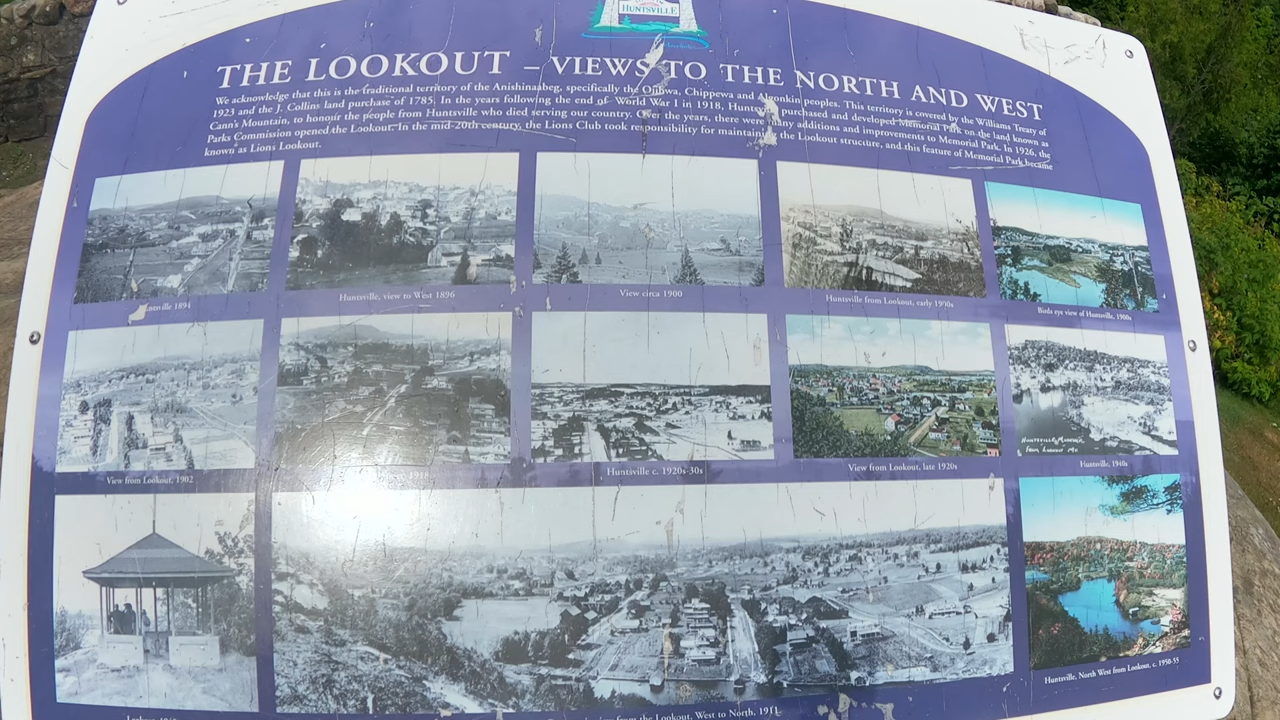 HUNTSVILLE
THE LOOKOUT – VIEWS TO THE NORTH AND WEST
We acknowledge that this is the traditional territory of the Anishinaabeg, specifically the Ojibwa, Chippewa and Algonkin peoples. This territory is covered by the Williams Treaty of
1923 and the J. Collins land purchase of 1785. In the years following the end of World War I in 1918, Huntsville purchased and developed Memorial Park on the land known as
Cann's Mountain, to honour the people from Huntsville who died serving our country. Over the years, there were many additions and improvements to Memorial Park. In 1926, the
Parks Commission opened the Lookout. In the mid-20th century, the Lions Club took responsibility for maintaining the Lookout structure, and this feature of Memorial Park became
known as Lions Lookout.
Huntsville 1894
Huntsville, view to West 1896
View circa 1900
Huntsville from Lookout, early 1900s
Birds eye view of Huntsville, 1900s
View from Lookout, 1902
Huntsville c. 1920s-30s
View from Lookout, late 1920s
Huntsville, 1940s
from the Lookout, West to North, 1911
Huntsville, North West from Lookout. c. 1950-55